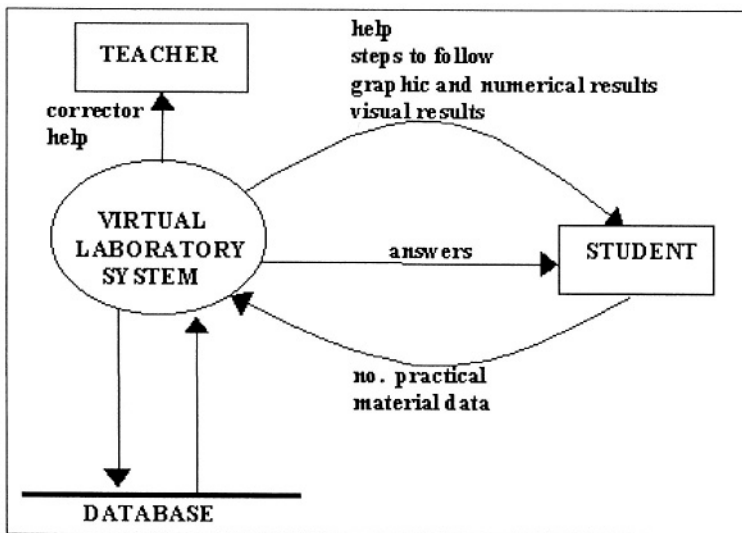 TEACHER
corrector
help
help
steps to follow
graphic and numerical results
visual results
VIRTUAL
LABORATORY
SYSTEM
answers
STUDENT
no. practical
material data
DATABASE